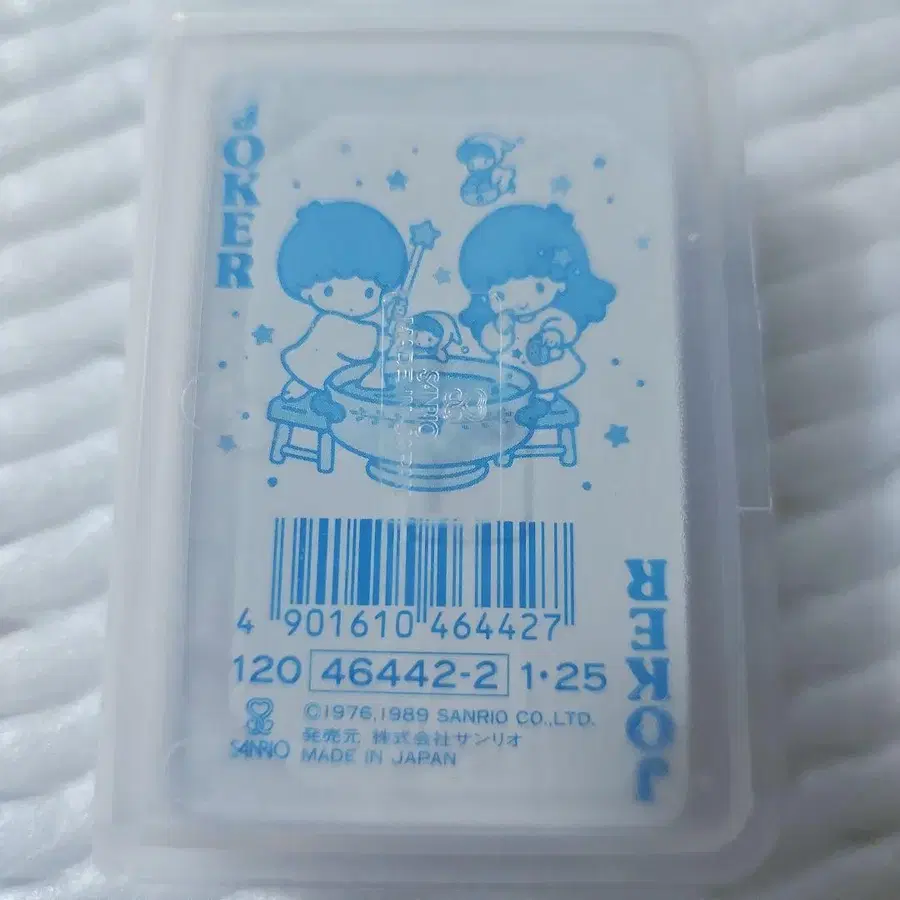 JOKER
4 901610 464427
120 46442-2 1・25
©1976,1989 SANRIO CO.,LTD.
発売元 株式会社サンリオ
SANRIO MADE IN JAPAN
JOKER
SANRIO